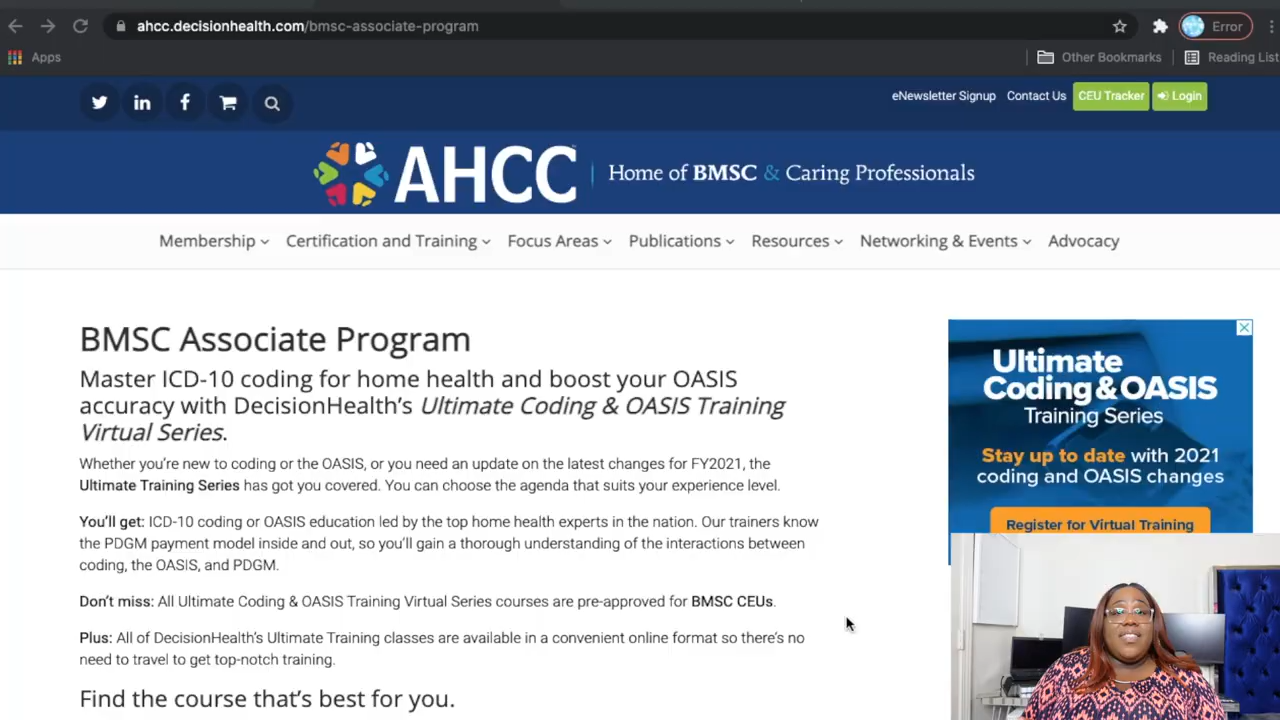 ahcc.decisionhealth.com/bmsc-associate-program
Error
Apps
Other Bookmarks
Reading List
eNewsletter Signup
Contact Us
CEU Tracker
Login
AHCC
Home of BMSC & Caring Professionals
Membership
Certification and Training
Focus Areas
Publications
Resources
Networking & Events
Advocacy
BMSC Associate Program
Master ICD-10 coding for home health and boost your OASIS
accuracy with DecisionHealth's Ultimate Coding & OASIS Training
Virtual Series.
Whether you're new to coding or the OASIS, or you need an update on the latest changes for FY2021, the
Ultimate Training Series has got you covered. You can choose the agenda that suits your experience level.
You'll get: ICD-10 coding or OASIS education led by the top home health experts in the nation. Our trainers know
the PDGM payment model inside and out, so you'll gain a thorough understanding of the interactions between
coding, the OASIS, and PDGM.
Don't miss: All Ultimate Coding & OASIS Training Virtual Series courses are pre-approved for BMSC CEUs.
Plus: All of DecisionHealth's Ultimate Training classes are available in a convenient online format so there's no
need to travel to get top-notch training.
Find the course that's best for you.
Ultimate
Coding & OASIS
Training Series
Stay up to date with 2021
coding and OASIS changes
Register for Virtual Training